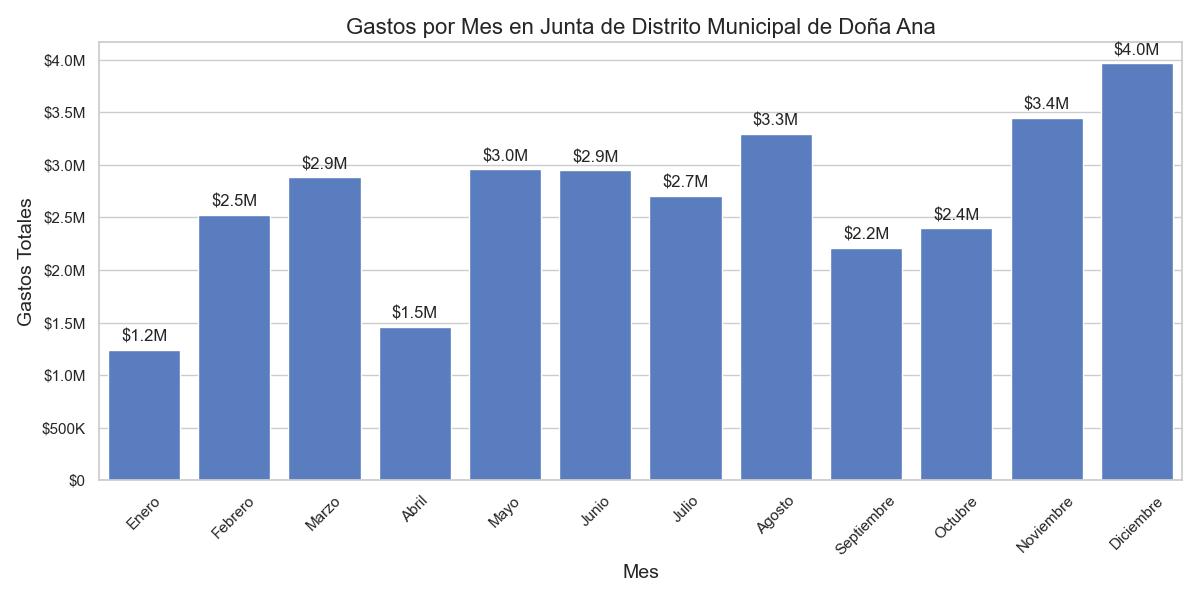 Gastos por Mes en Junta de Distrito Municipal de Doña Ana
Gastos Totales
$4.0M
$3.5M
$3.0M
$2.5M
$2.0M
$1.5M
$1.0M
$500K
$0
$1.2M
$2.5M
$2.9M
$1.5M
$3.0M
$2.9M
$2.7M
$3.3M
$2.2M
$2.4M
$3.4M
$4.0M
Enero
Febrero
Marzo
Abril
Mayo
Junio
Julio
Agosto
Septiembre
Octubre
Noviembre
Diciembre
Mes